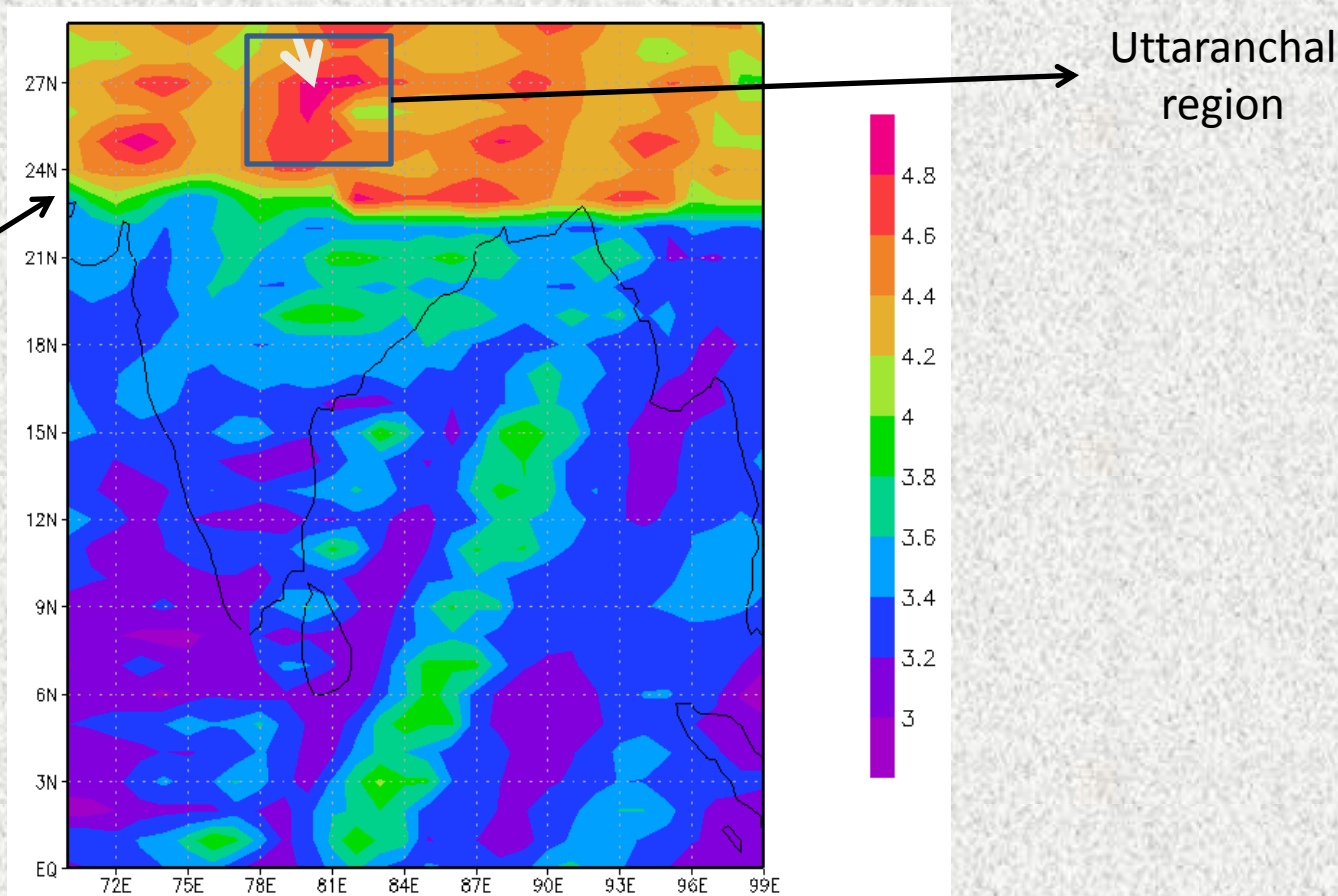 Uttaranchal
region
27N
24N
21N
18N
15N
12N
9N
6N
3N
EQ
72E 75E 78E 81E 84E 87E 90E 93E 96E 99E
4.8
4.6
4.4
4.2
4
3.8
3.6
3.4
3.2
3